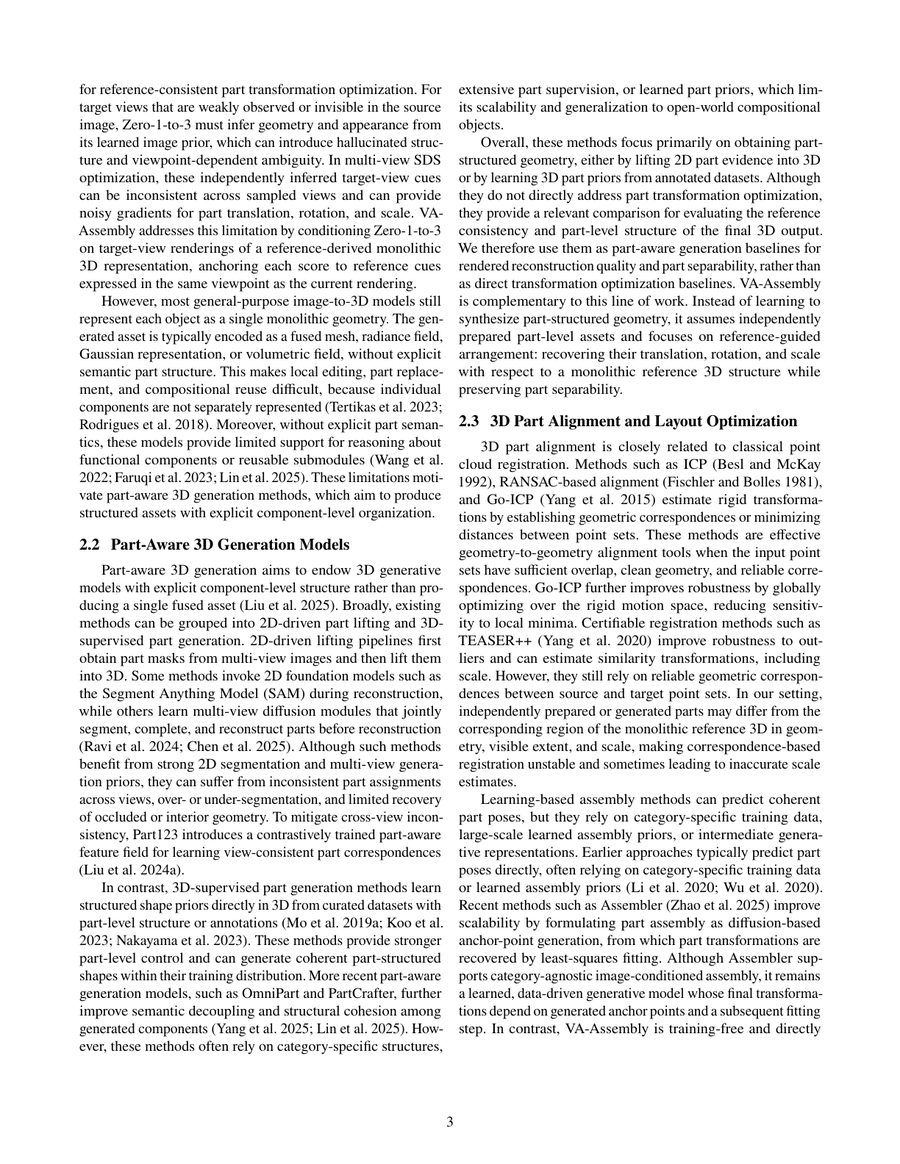 for reference-consistent part transformation optimization. For
target views that are weakly observed or invisible in the source
image, Zero-1-to-3 must infer geometry and appearance from
its learned image prior, which can introduce hallucinated struc-
ture and viewpoint-dependent ambiguity. In multi-view SDS
optimization, these independently inferred target-view cues
can be inconsistent across sampled views and can provide
noisy gradients for part translation, rotation, and scale. VA-
Assembly addresses this limitation by conditioning Zero-1-to-3
on target-view renderings of a reference-derived monolithic
3D representation, anchoring each score to reference cues
expressed in the same viewpoint as the current rendering.
However, most general-purpose image-to-3D models still
represent each object as a single monolithic geometry. The gen-
erated asset is typically encoded as a fused mesh, radiance field,
Gaussian representation, or volumetric field, without explicit
semantic part structure. This makes local editing, part replace-
ment, and compositional reuse difficult, because individual
components are not separately represented (Tertikas et al. 2023;
Rodrigues et al. 2018). Moreover, without explicit part seman-
tics, these models provide limited support for reasoning about
functional components or reusable submodules (Wang et al.
2022; Faruqi et al. 2023; Lin et al. 2025). These limitations moti-
vate part-aware 3D generation methods, which aim to produce
structured assets with explicit component-level organization.
2.2 Part-Aware 3D Generation Models
Part-aware 3D generation aims to endow 3D generative
models with explicit component-level structure rather than pro-
ducing a single fused asset (Liu et al. 2025). Broadly, existing
methods can be grouped into 2D-driven part lifting and 3D-
supervised part generation. 2D-driven lifting pipelines first
obtain part masks from multi-view images and then lift them
into 3D. Some methods invoke 2D foundation models such as
the Segment Anything Model (SAM) during reconstruction,
while others learn multi-view diffusion modules that jointly
segment, complete, and reconstruct parts before reconstruction
(Ravi et al. 2024; Chen et al. 2025). Although such methods
benefit from strong 2D segmentation and multi-view genera-
tion priors, they can suffer from inconsistent part assignments
across views, over- or under-segmentation, and limited recovery
of occluded or interior geometry. To mitigate cross-view incon-
sistency, Part123 introduces a contrastively trained part-aware
feature field for learning view-consistent part correspondences
(Liu et al. 2024a).
In contrast, 3D-supervised part generation methods learn
structured shape priors directly in 3D from curated datasets with
part-level structure or annotations (Mo et al. 2019a; Koo et al.
2023; Nakayama et al. 2023). These methods provide stronger
part-level control and can generate coherent part-structured
shapes within their training distribution. More recent part-aware
generation models, such as OmniPart and PartCrafter, further
improve semantic decoupling and structural cohesion among
generated components (Yang et al. 2025; Lin et al. 2025). How-
ever, these methods often rely on category-specific structures,
extensive part supervision, or learned part priors, which lim-
its scalability and generalization to open-world compositional
objects.
Overall, these methods focus primarily on obtaining part-
structured geometry, either by lifting 2D part evidence into 3D
or by learning 3D part priors from annotated datasets. Although
they do not directly address part transformation optimization,
they provide a relevant comparison for evaluating the reference
consistency and part-level structure of the final 3D output.
We therefore use them as part-aware generation baselines for
rendered reconstruction quality and part separability, rather than
as direct transformation optimization baselines. VA-Assembly
is complementary to this line of work. Instead of learning to
synthesize part-structured geometry, it assumes independently
prepared part-level assets and focuses on reference-guided
arrangement: recovering their translation, rotation, and scale
with respect to a monolithic reference 3D structure while
preserving part separability.
2.3 3D Part Alignment and Layout Optimization
3D part alignment is closely related to classical point
cloud registration. Methods such as ICP (Besl and McKay
1992), RANSAC-based alignment (Fischler and Bolles 1981),
and Go-ICP (Yang et al. 2015) estimate rigid transforma-
tions by establishing geometric correspondences or minimizing
distances between point sets. These methods are effective
geometry-to-geometry alignment tools when the input point
sets have sufficient overlap, clean geometry, and reliable corre-
spondences. Go-ICP further improves robustness by globally
optimizing over the rigid motion space, reducing sensitiv-
ity to local minima. Certifiable registration methods such as
TEASER++ (Yang et al. 2020) improve robustness to out-
liers and can estimate similarity transformations, including
scale. However, they still rely on reliable geometric correspon-
dences between source and target point sets. In our setting,
independently prepared or generated parts may differ from the
corresponding region of the monolithic reference 3D in geom-
etry, visible extent, and scale, making correspondence-based
registration unstable and sometimes leading to inaccurate scale
estimates.
Learning-based assembly methods can predict coherent
part poses, but they rely on category-specific training data,
large-scale learned assembly priors, or intermediate genera-
tive representations. Earlier approaches typically predict part
poses directly, often relying on category-specific training data
or learned assembly priors (Li et al. 2020; Wu et al. 2020).
Recent methods such as Assembler (Zhao et al. 2025) improve
scalability by formulating part assembly as diffusion-based
anchor-point generation, from which part transformations are
recovered by least-squares fitting. Although Assembler sup-
ports category-agnostic image-conditioned assembly, it remains
a learned, data-driven generative model whose final transforma-
tions depend on generated anchor points and a subsequent fitting
step. In contrast, VA-Assembly is training-free and directly
3